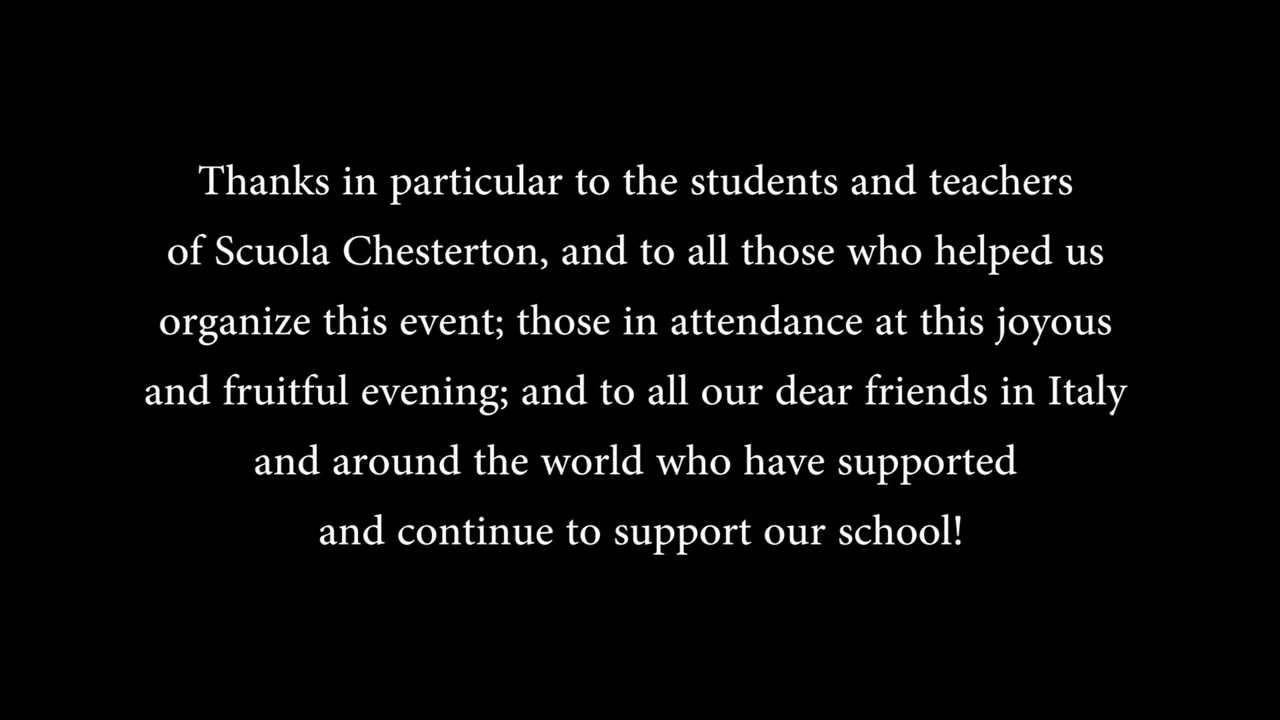 Thanks in particular to the students and teachers
of Scuola Chesterton, and to all those who helped us
organize this event; those in attendance at this joyous
and fruitful evening; and to all our dear friends in Italy
and around the world who have supported
and continue to support our school!